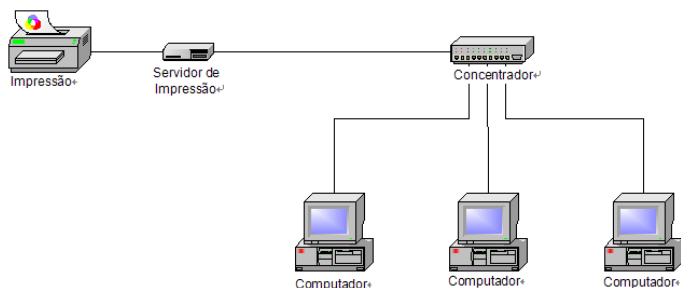 Impressão
Servidor de
Impressão
Concentrador
Computador
Computador
Computador